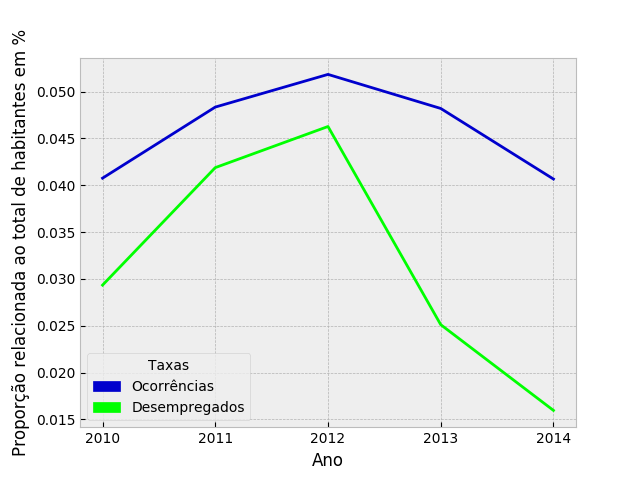 Proporção relacionada ao total de habitantes em %
0.050
0.045
0.040
0.035
0.030
0.025
0.020
0.015
Taxas
Ocorrências
Desempregados
2010 2011 2012 2013 2014
Ano